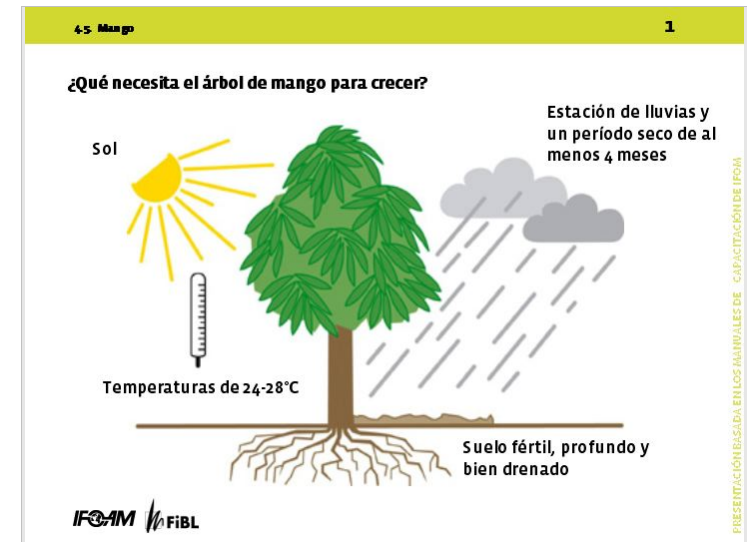 4.5. Mango
1
¿Qué necesita el árbol de mango para crecer?
Sol
Estación de lluvias y
un período seco de al
menos 4 meses
Temperaturas de 24-28°C
Suelo fértil, profundo y
bien drenado
IFOAM FiBL
PRESENTACIÓN BASADA EN LOS MANUALES DE CAPACITACIÓN DE IFOM